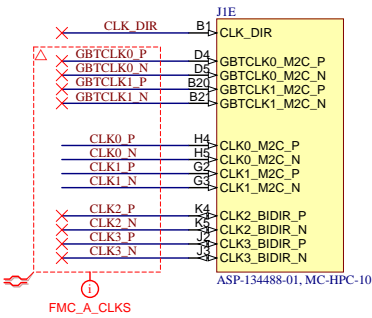 J1E
CLK_DIR B1 CLK_DIR
GBTCLK0_P D4 GBTCLK0_M2C_P
GBTCLK0_N D5 GBTCLK0_M2C_N
GBTCLK1_P B20 GBTCLK1_M2C_P
GBTCLK1_N B21 GBTCLK1_M2C_N
CLK0_P H4 CLK0_M2C_P
CLK0_N H5 CLK0_M2C_N
CLK1_P G2 CLK1_M2C_P
CLK1_N G3 CLK1_M2C_N
CLK2_P K4 CLK2_BIDIR_P
CLK2_N K5 CLK2_BIDIR_N
CLK3_P J2 CLK3_BIDIR_P
CLK3_N J3 CLK3_BIDIR_N
ASP-134488-01, MC-HPC-10
i
FMC_A_CLKS